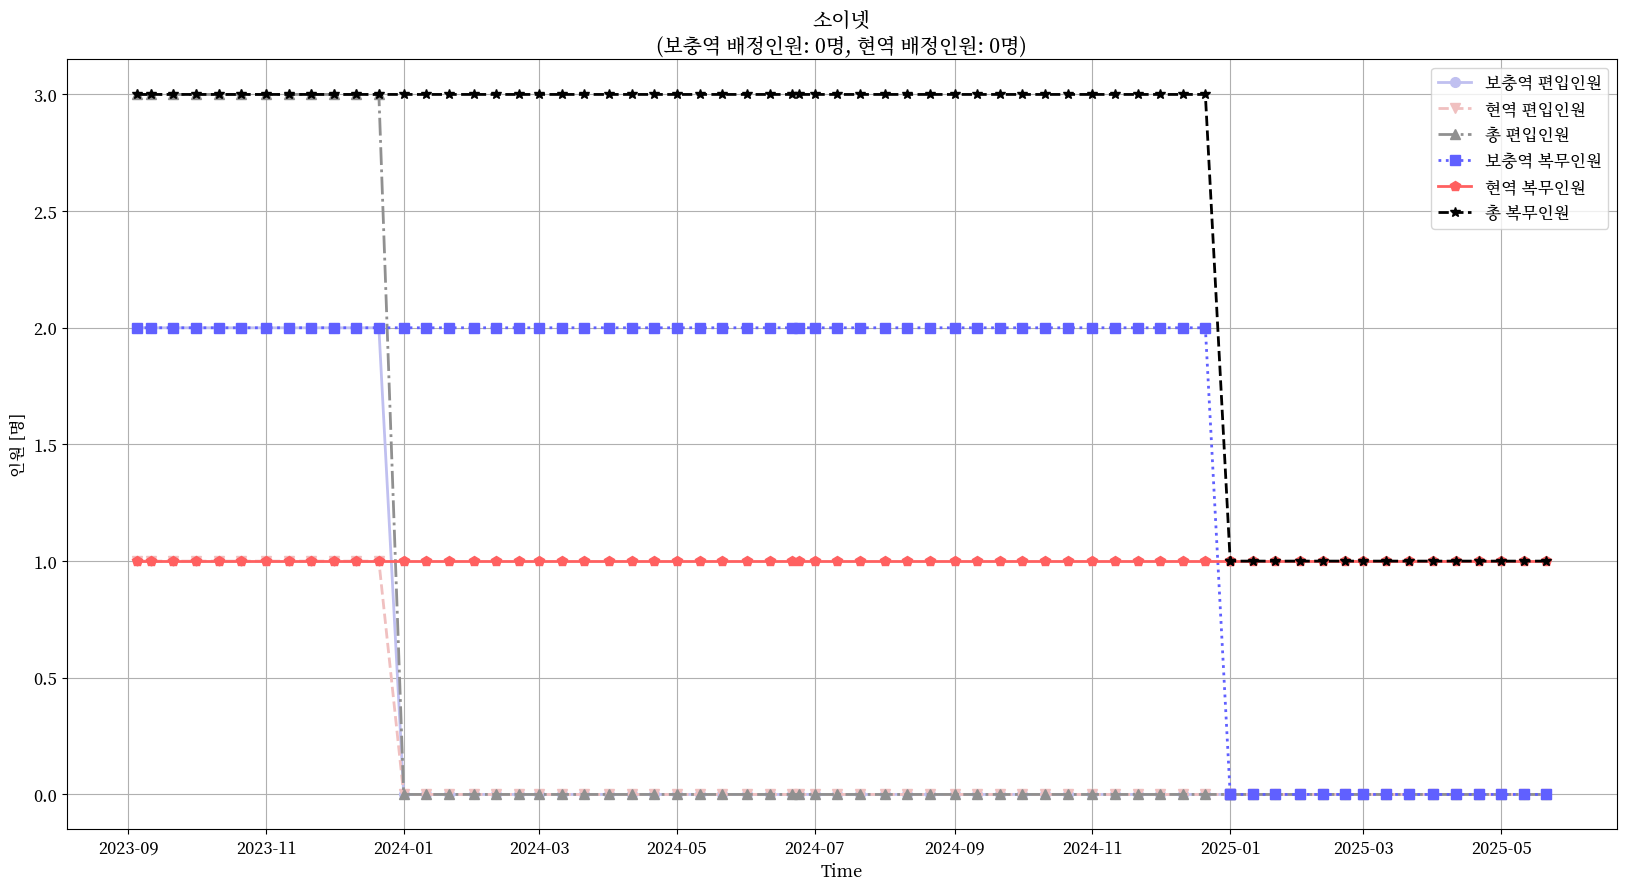 소이넷
(보충역 배정인원: 0명, 현역 배정인원: 0명)
보충역 편입인원
현역 편입인원
총 편입인원
보충역 복무인원
현역 복무인원
총 복무인원
인원 [명]
3.0
2.5
2.0
1.5
1.0
0.5
0.0
2023-09 2023-11 2024-01 2024-03 2024-05 2024-07 2024-09 2024-11 2025-01 2025-03 2025-05
Time